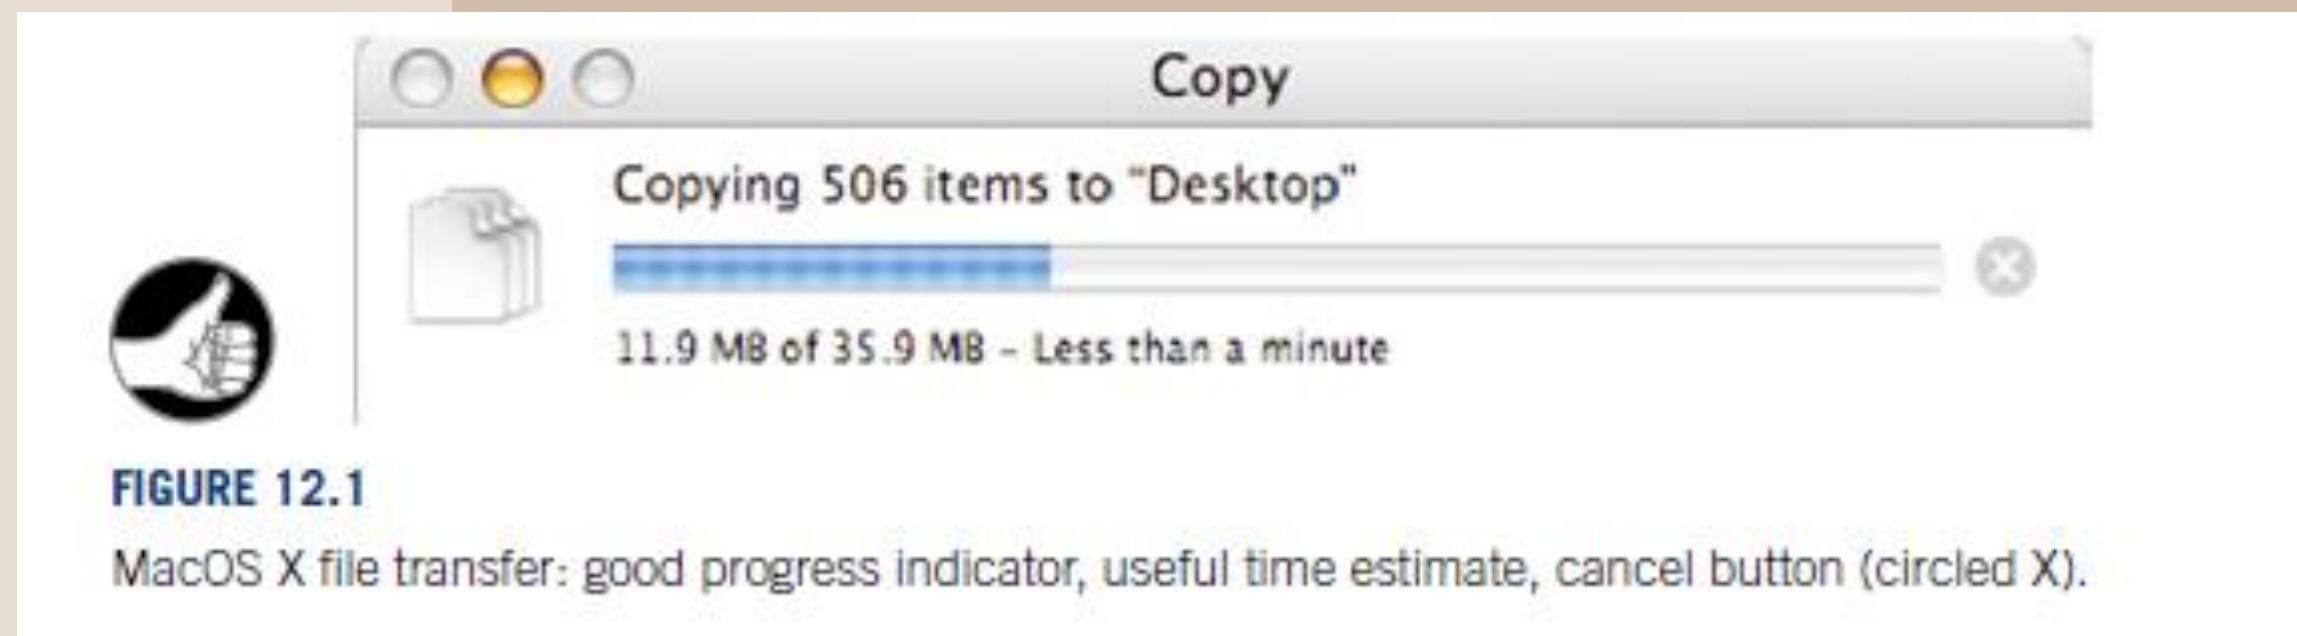 Copy
Copying 506 items to "Desktop"
11.9 MB of 35.9 MB - Less than a minute
FIGURE 12.1
MacOS X file transfer: good progress indicator, useful time estimate, cancel button (circled X).